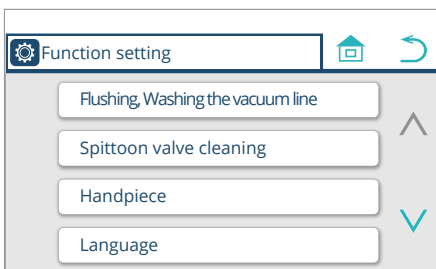 Function setting
Flushing, Washing the vacuum line
Spittoon valve cleaning
Handpiece
Language